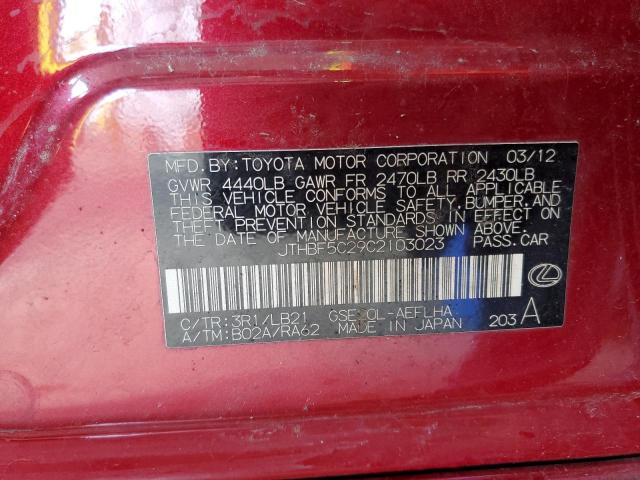 MFD. BY: TOYOTA MOTOR CORPORATION 03/12
GVWR 4440LB GAWR FR 2470LB RR 2430LB
THIS VEHICLE CONFORMS TO ALL APPLICABLE
FEDERAL MOTOR VEHICLE SAFETY, BUMPER, AND
THEFT PREVENTION STANDARDS IN EFFECT ON
THE DATE OF MANUFACTURE SHOWN ABOVE.
JTHBF5C29C2103023 PASS. CAR
C/TR: 3R1/LB21 GSE: OL-AEFLHA
A/TM: B02A/RA62 MADE IN JAPAN 203 A